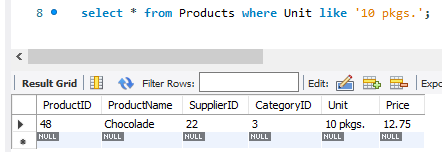 8 select * from Products where Unit like '10 pkgs.';
Result Grid Filter Rows: Edit: Expo
ProductID ProductName SupplierID CategoryID Unit Price
48 Chocolade 22 3 10 pkgs. 12.75
NULL NULL NULL NULL NULL NULL